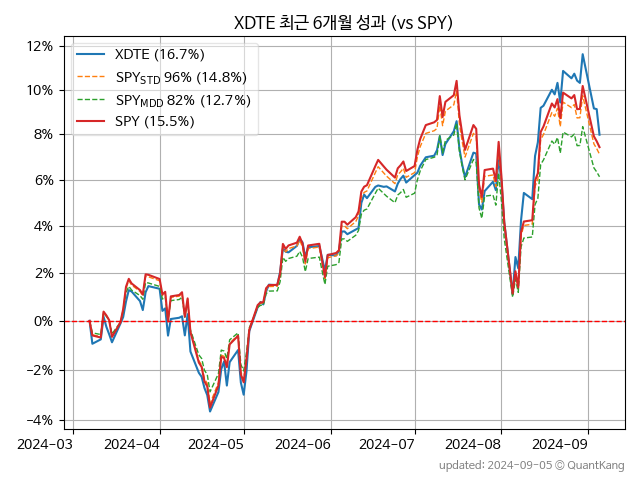 XDTE 최근 6개월 성과 (vs SPY)
XDTE (16.7%)
SPY_STD 96% (14.8%)
SPY_MDD 82% (12.7%)
SPY (15.5%)
12%
10%
8%
6%
4%
2%
0%
−2%
−4%
2024-03 2024-04 2024-05 2024-06 2024-07 2024-08 2024-09
updated: 2024-09-05 © QuantKang